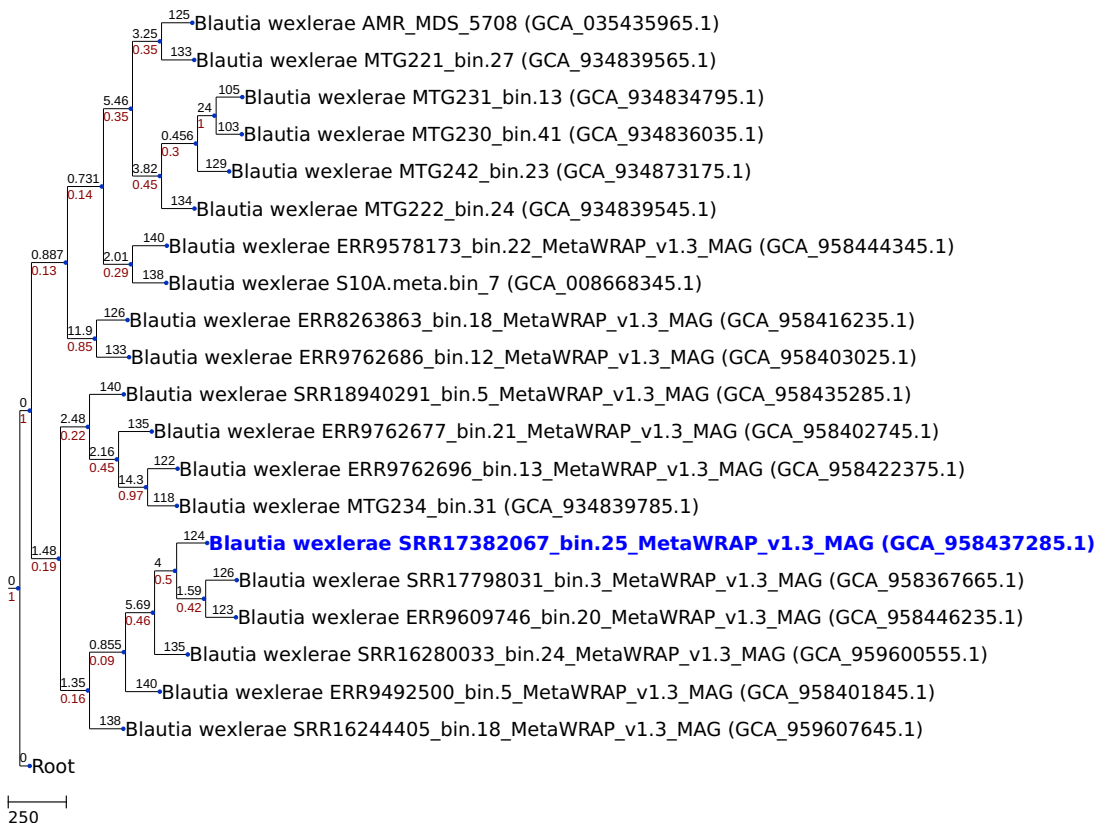 125
Blautia wexlerae AMR_MDS_5708 (GCA_035435965.1)
3.25
0.35
133
Blautia wexlerae MTG221_bin.27 (GCA_934839565.1)
5.46
0.35
105
Blautia wexlerae MTG231_bin.13 (GCA_934834795.1)
24
1
103
Blautia wexlerae MTG230_bin.41 (GCA_934836035.1)
0.456
0.3
129
Blautia wexlerae MTG242_bin.23 (GCA_934873175.1)
3.82
0.45
134
Blautia wexlerae MTG222_bin.24 (GCA_934839545.1)
0.731
0.14
140
Blautia wexlerae ERR9578173_bin.22_MetaWRAP_v1.3_MAG (GCA_958444345.1)
2.01
0.29
138
Blautia wexlerae S10A.meta.bin_7 (GCA_008668345.1)
0.887
0.13
126
Blautia wexlerae ERR8263863_bin.18_MetaWRAP_v1.3_MAG (GCA_958416235.1)
11.9
0.85
133
Blautia wexlerae ERR9762686_bin.12_MetaWRAP_v1.3_MAG (GCA_958403025.1)
0
1
140
Blautia wexlerae SRR18940291_bin.5_MetaWRAP_v1.3_MAG (GCA_958435285.1)
2.48
0.22
135
Blautia wexlerae ERR9762677_bin.21_MetaWRAP_v1.3_MAG (GCA_958402745.1)
2.16
0.45
122
Blautia wexlerae ERR9762696_bin.13_MetaWRAP_v1.3_MAG (GCA_958422375.1)
14.3
0.97
118
Blautia wexlerae MTG234_bin.31 (GCA_934839785.1)
1.48
0.19
124
Blautia wexlerae SRR17382067_bin.25_MetaWRAP_v1.3_MAG (GCA_958437285.1)
4
0.5
126
Blautia wexlerae SRR17798031_bin.3_MetaWRAP_v1.3_MAG (GCA_958367665.1)
1.59
0.42
123
Blautia wexlerae ERR9609746_bin.20_MetaWRAP_v1.3_MAG (GCA_958446235.1)
0
1
5.69
0.46
135
Blautia wexlerae SRR16280033_bin.24_MetaWRAP_v1.3_MAG (GCA_959600555.1)
0.855
0.09
140
Blautia wexlerae ERR9492500_bin.5_MetaWRAP_v1.3_MAG (GCA_958401845.1)
1.35
0.16
138
Blautia wexlerae SRR16244405_bin.18_MetaWRAP_v1.3_MAG (GCA_959607645.1)
0
Root
250